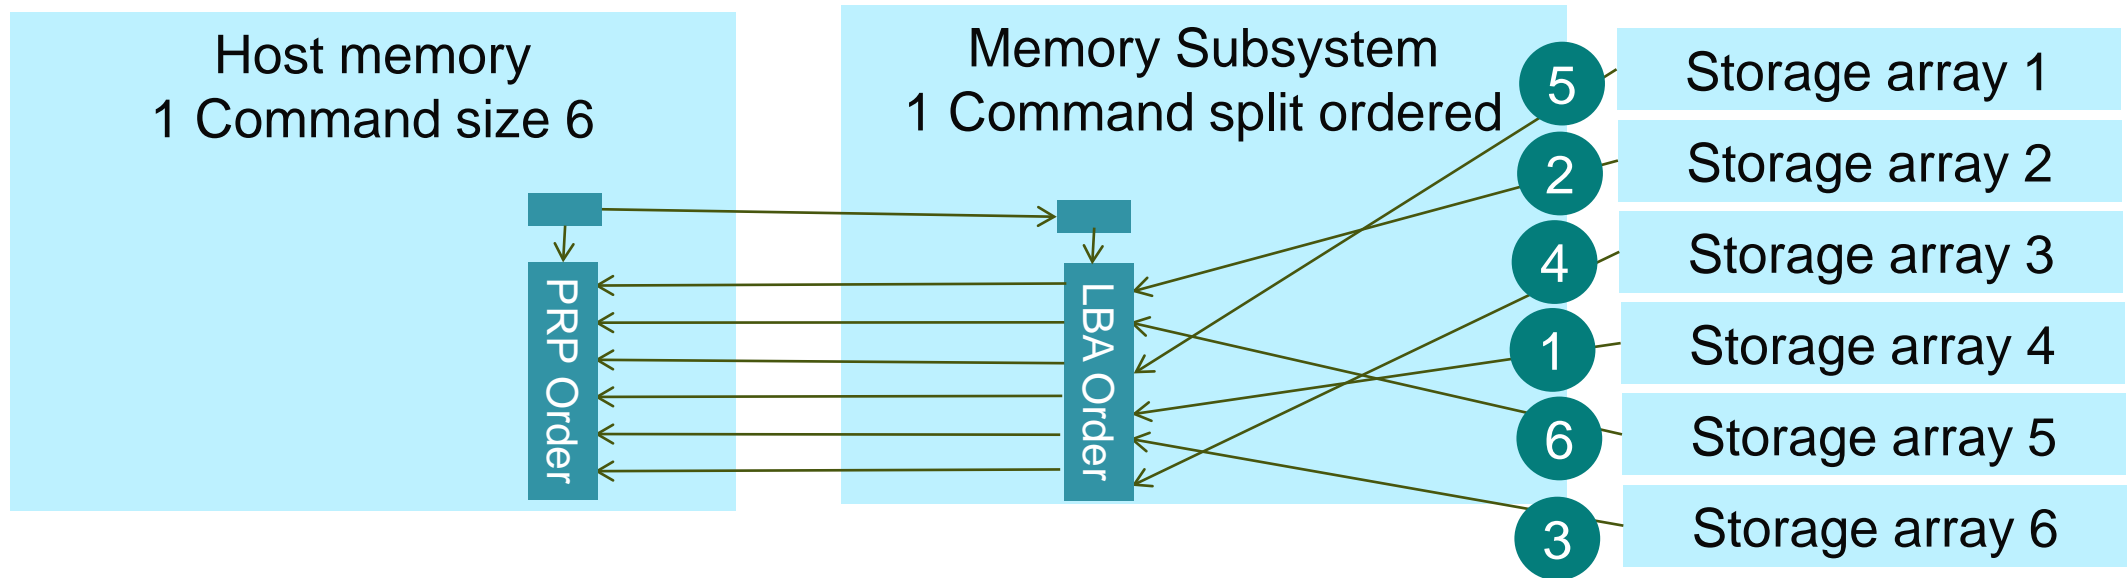 Host memory
1 Command size 6
PRP Order
Memory Subsystem
1 Command split ordered
LBA Order
5
Storage array 1
2
Storage array 2
4
Storage array 3
1
Storage array 4
6
Storage array 5
3
Storage array 6